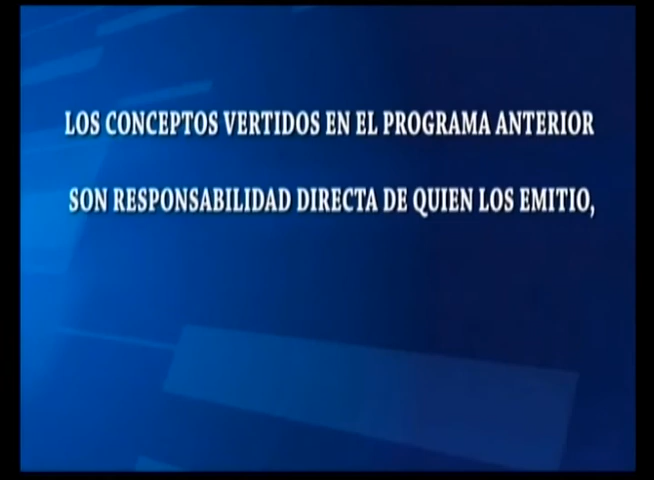 LOS CONCEPTOS VERTIDOS EN EL PROGRAMA ANTERIOR
SON RESPONSABILIDAD DIRECTA DE QUIEN LOS EMITIO,